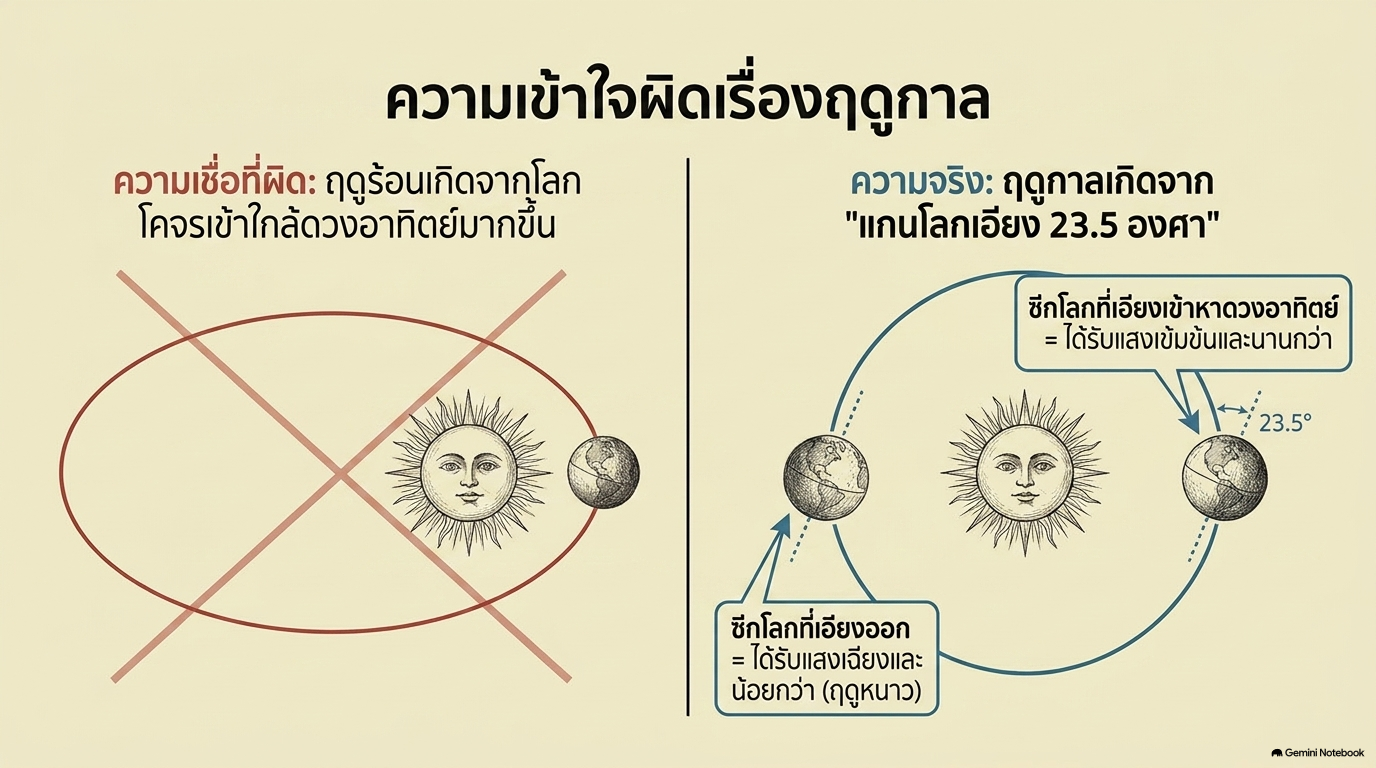 ความเข้าใจผิดเรื่องฤดูกาล
ความเชื่อที่ผิด: ฤดูร้อนเกิดจากโลก
โคจรเข้าใกล้ดวงอาทิตย์มากขึ้น
ความจริง: ฤดูกาลเกิดจาก
"แกนโลกเอียง 23.5 องศา"
ซีกโลกที่เอียงเข้าหาดวงอาทิตย์
= ได้รับแสงเข้มข้นและนานกว่า
23.5°
ซีกโลกที่เอียงออก
= ได้รับแสงเฉียงและ
น้อยกว่า (ฤดูหนาว)
Gemini Notebook